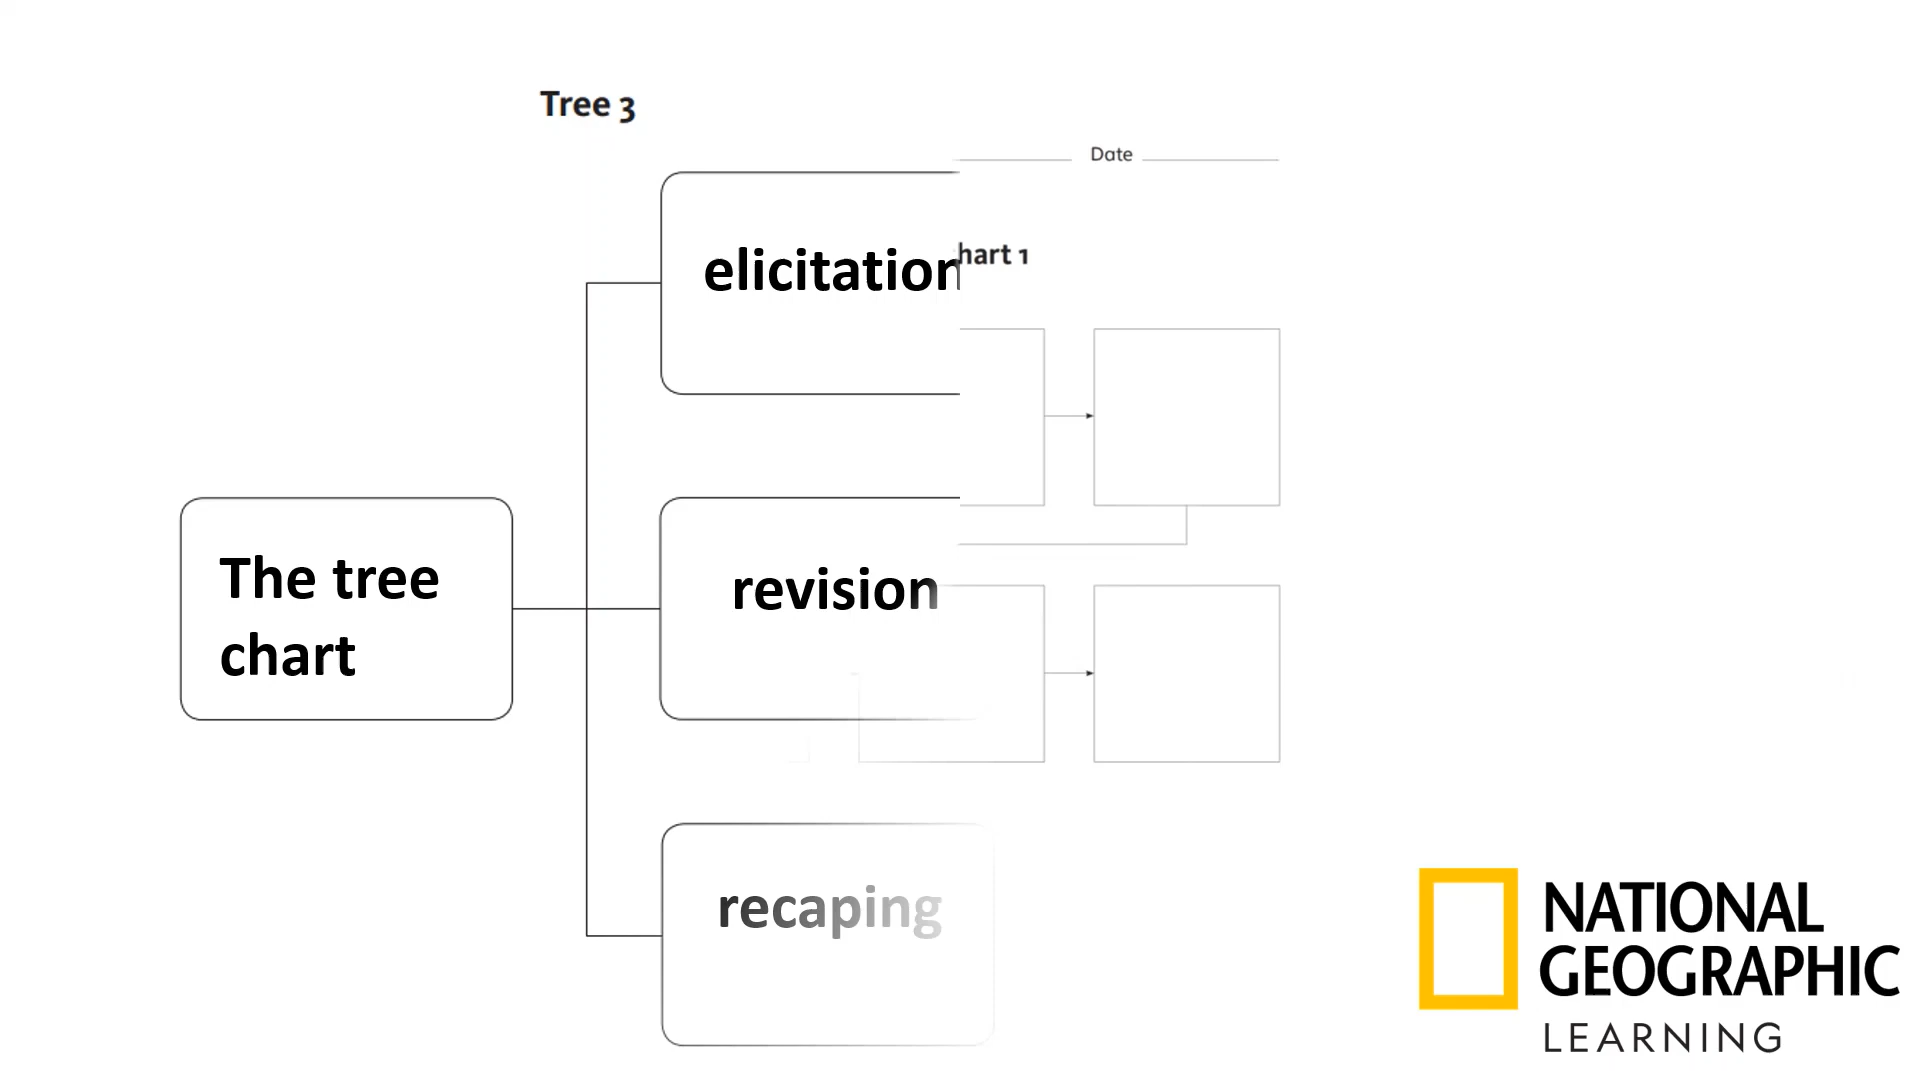 Tree 3
Date
elicitation
hart 1
The tree
chart
revision
recaping
NATIONAL
GEOGRAPHIC
LEARNING